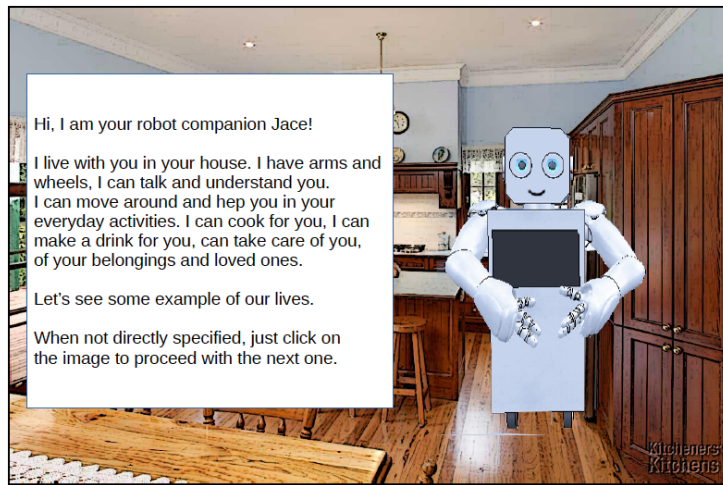 Hi, I am your robot companion Jace!
I live with you in your house. I have arms and
wheels, I can talk and understand you.
I can move around and hep you in your
everyday activities. I can cook for you, I can
make a drink for you, can take care of you,
of your belongings and loved ones.
Let's see some example of our lives.
When not directly specified, just click on
the image to proceed with the next one.
Kitcheners
Kitchens